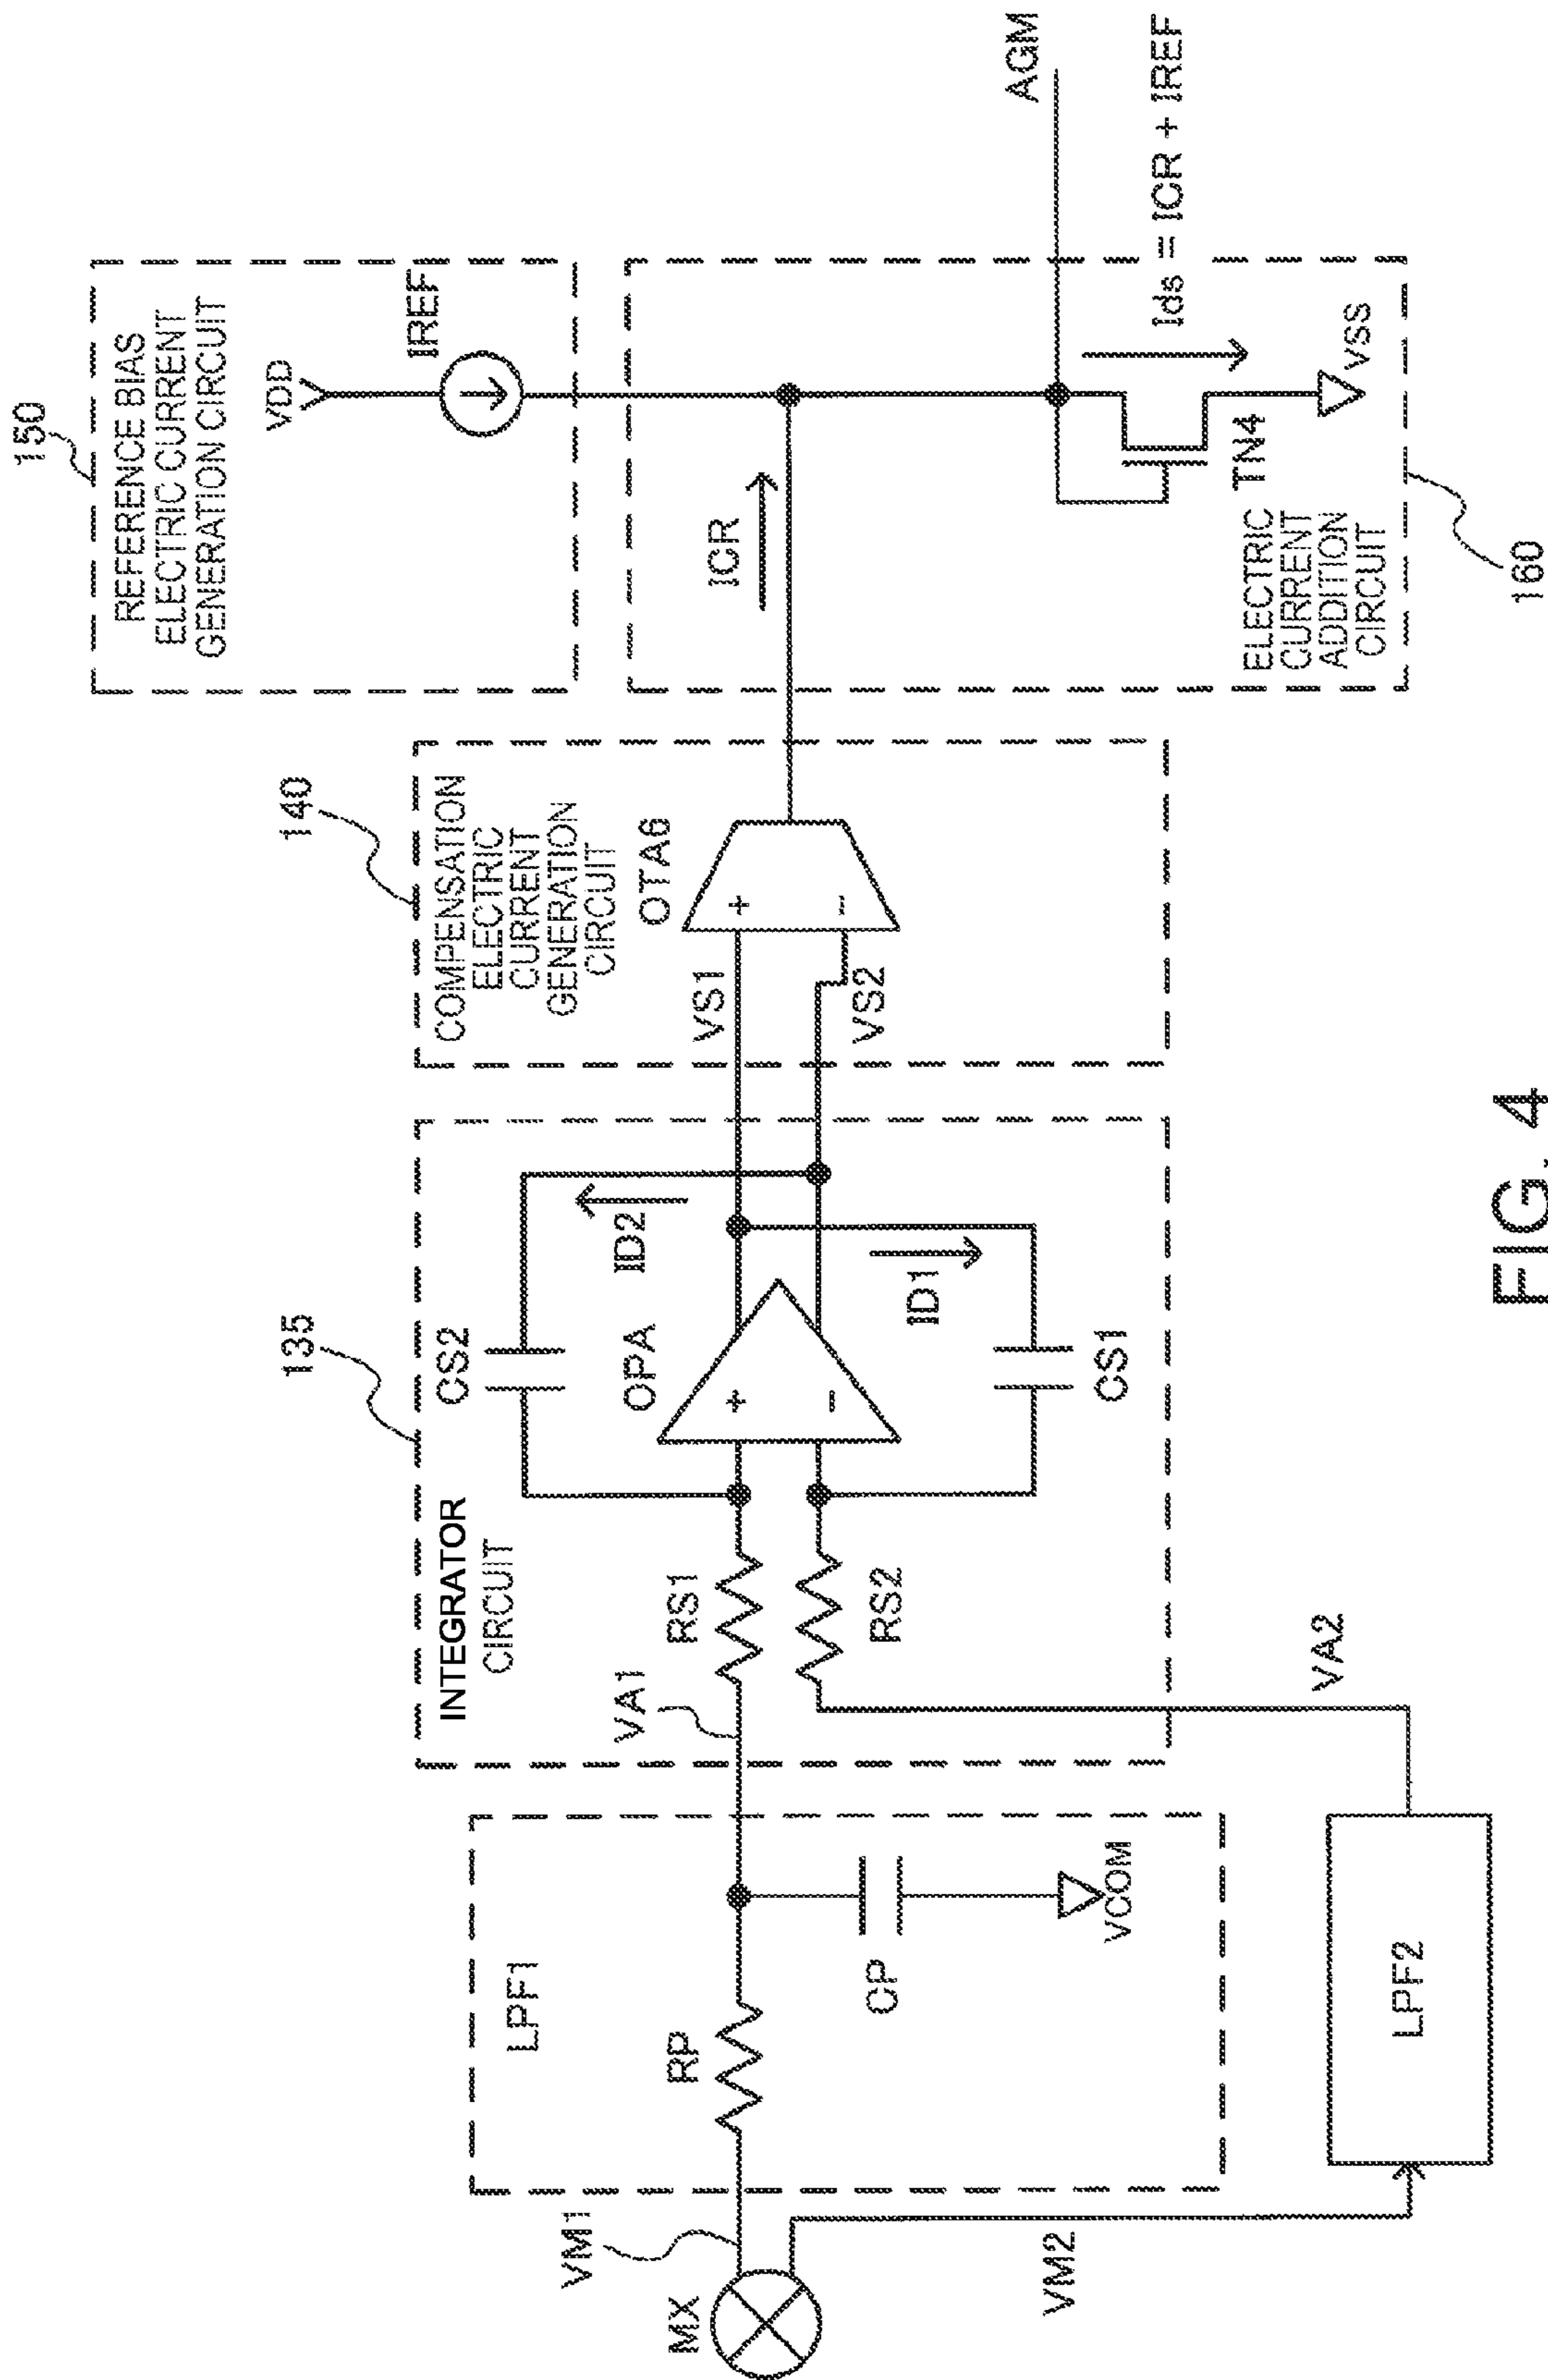 150
REFERENCE BIAS
ELECTRIC CURRENT
GENERATION CIRCUIT
VDD
IREF
140
COMPENSATION
ELECTRIC
CURRENT
GENERATION
CIRCUIT
OTA6
+
-
VS1
VS2
ICR
AGM
Ids = ICR + IREF
TN4
VSS
ELECTRIC
CURRENT
ADDITION
CIRCUIT
160
135
INTEGRATOR
CIRCUIT
CS2
ID2
OPA
+
-
ID1
CS1
RS1
RS2
VA1
VA2
LPF1
RP
CP
VCOM
VM1
MX
VM2
LPF2
FIG. 4